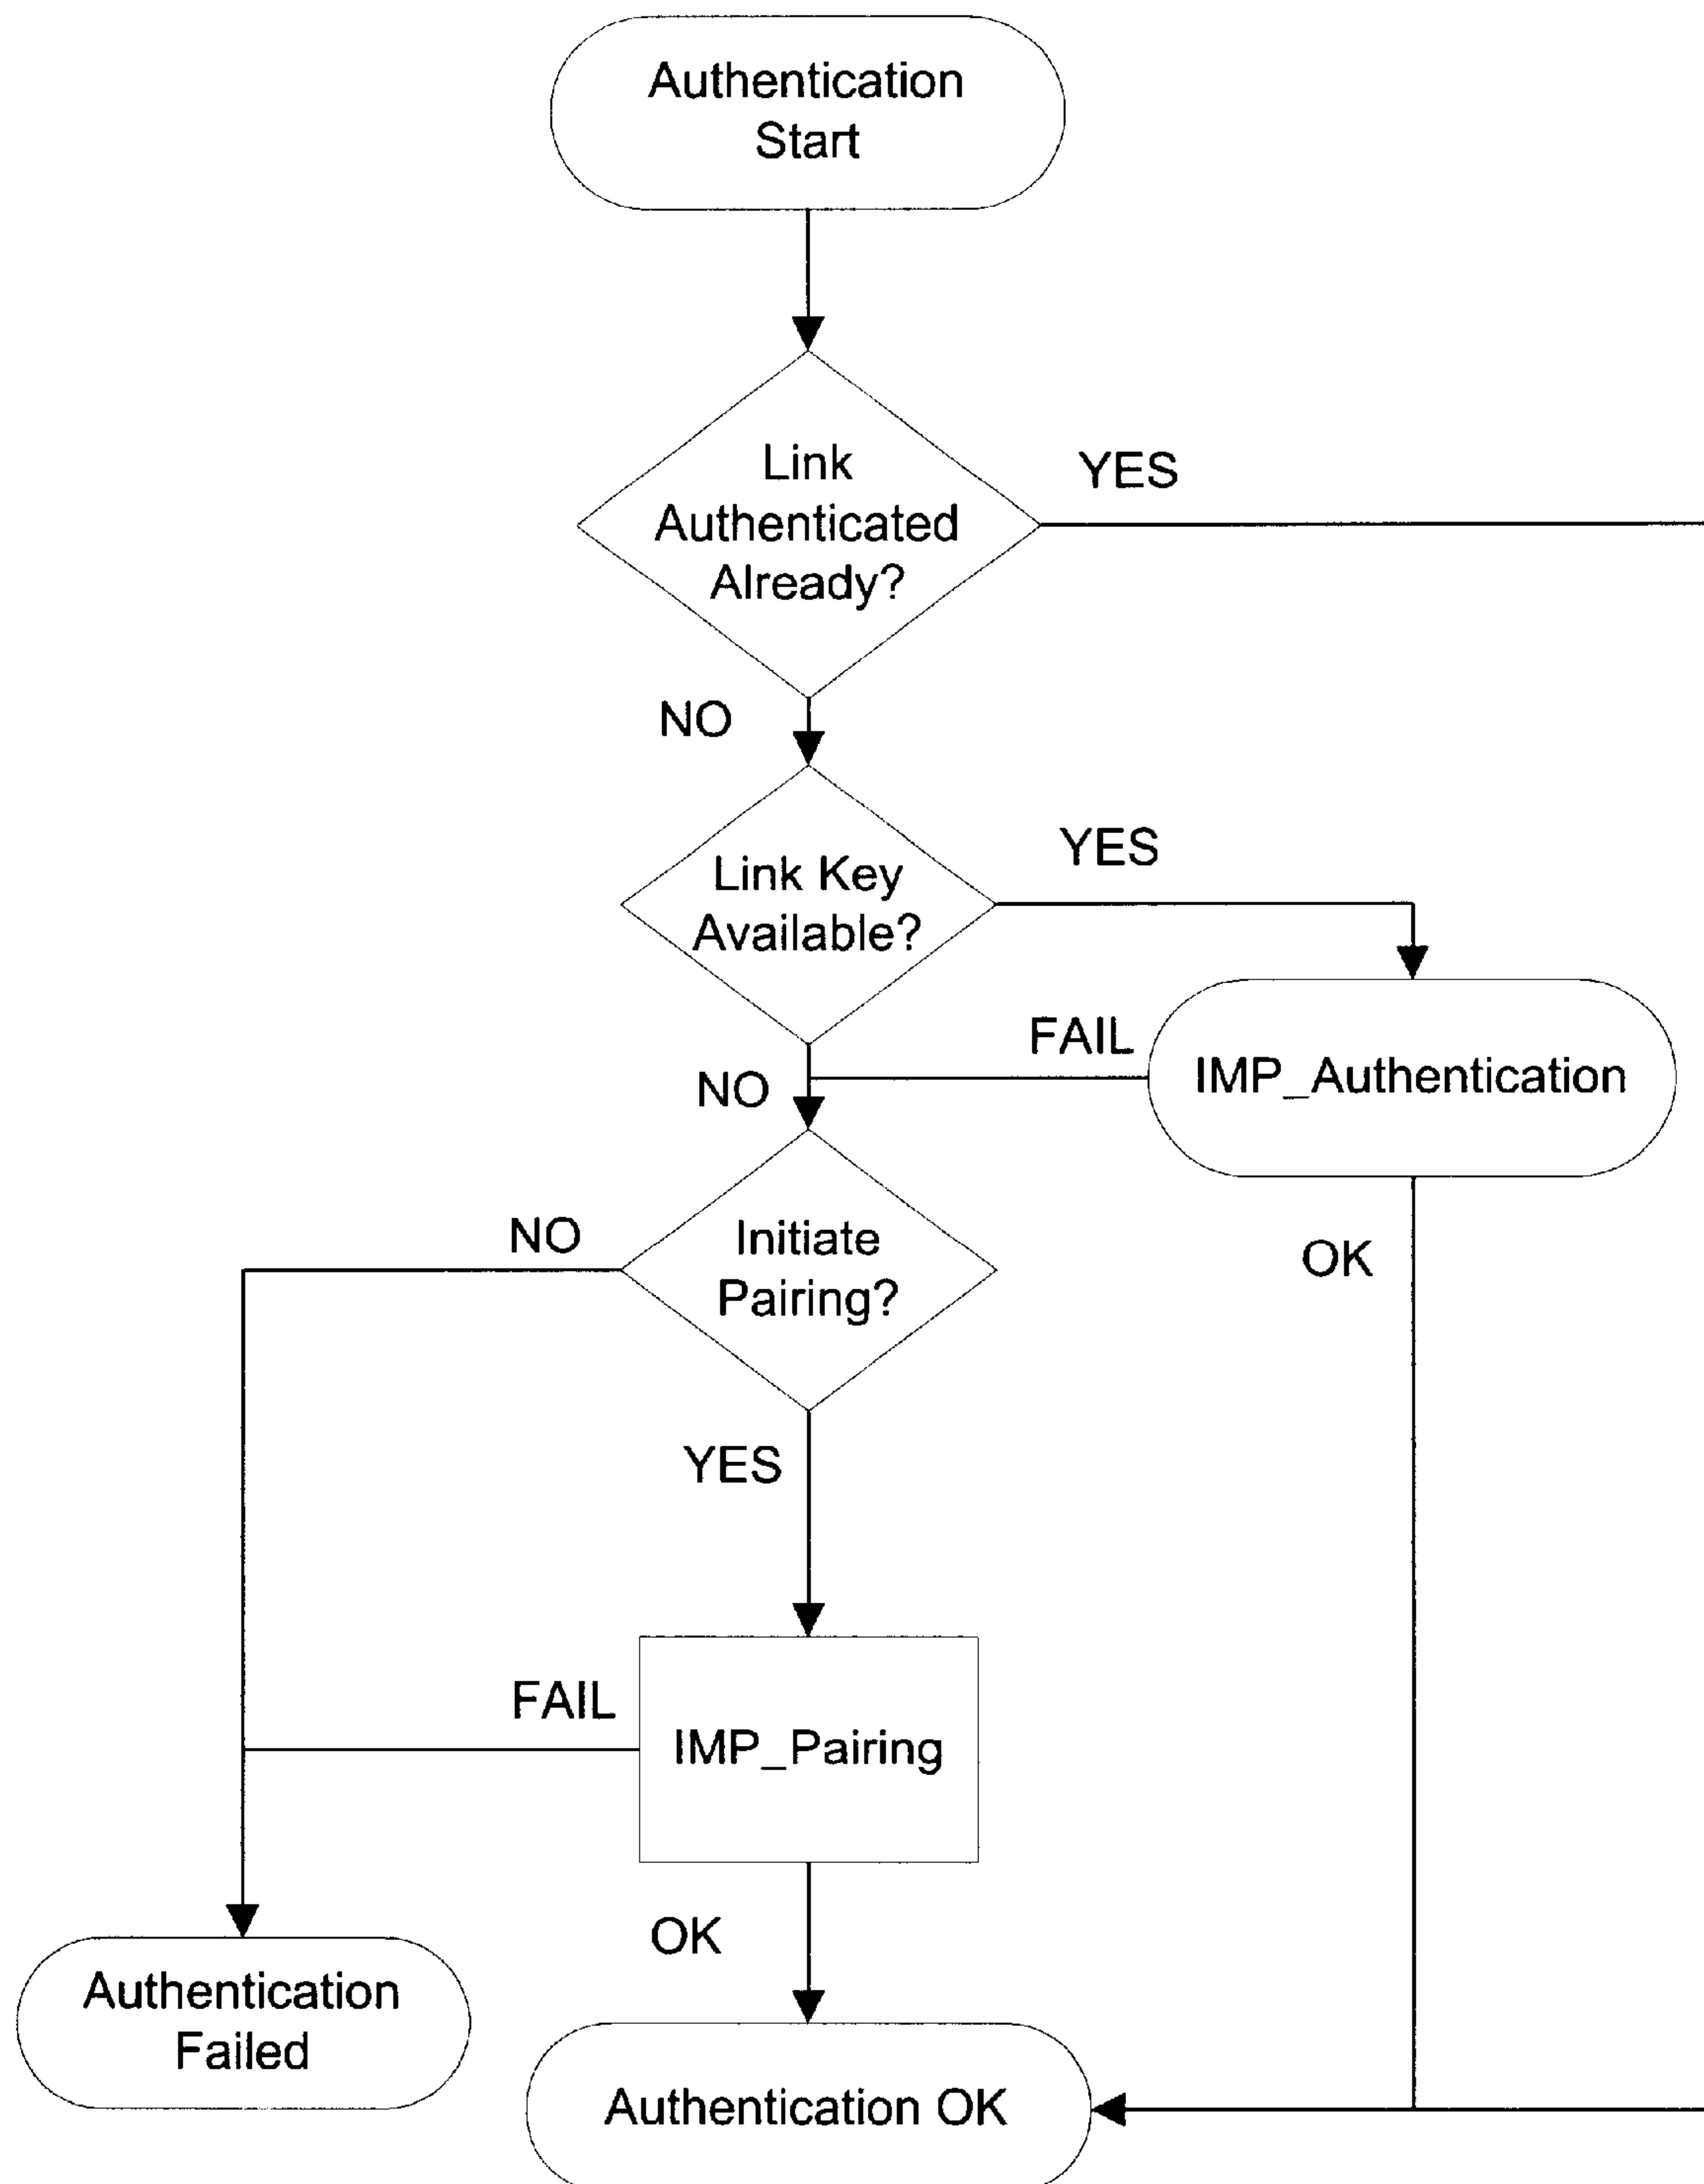 Authentication
Start
Link
Authenticated
Already?
YES
NO
Link Key
Available?
YES
FAIL
IMP_Authentication
NO
Initiate
Pairing?
NO
OK
YES
FAIL
IMP_Pairing
OK
Authentication
Failed
Authentication OK